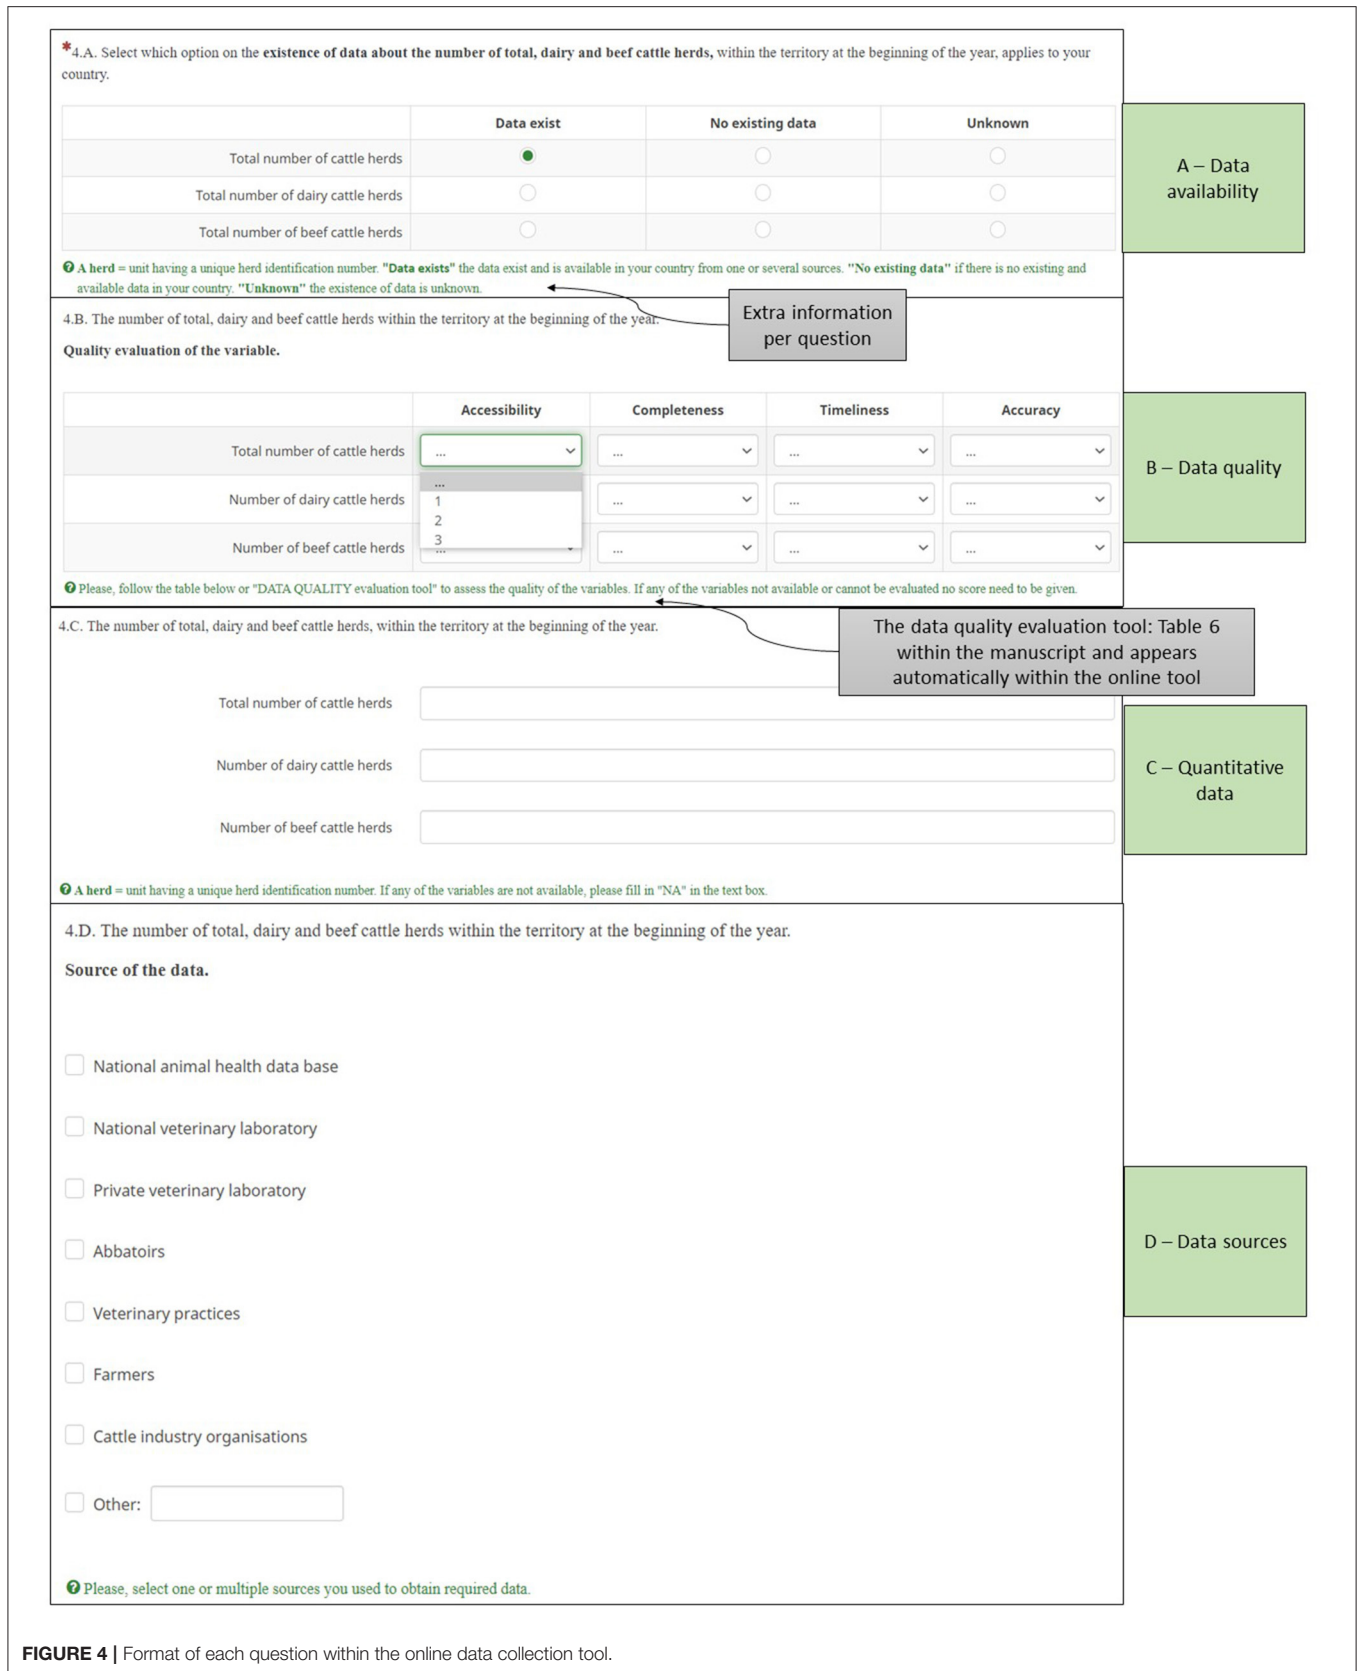 *4.A. Select which option on the existence of data about the number of total, dairy and beef cattle herds, within the territory at the beginning of the year, applies to your
country.
Data exist No existing data Unknown
Total number of cattle herds
Total number of dairy cattle herds
Total number of beef cattle herds
A – Data
availability
? A herd = unit having a unique herd identification number. "Data exists" the data exist and is available in your country from one or several sources. "No existing data" if there is no existing and
available data in your country. "Unknown" the existence of data is unknown.
Extra information
per question
4.B. The number of total, dairy and beef cattle herds within the territory at the beginning of the year.
Quality evaluation of the variable.
Accessibility Completeness Timeliness Accuracy
Total number of cattle herds ... ... ... ...
...
1
2
3
Number of dairy cattle herds ... ... ...
Number of beef cattle herds ... ... ... ...
B – Data quality
? Please, follow the table below or "DATA QUALITY evaluation tool" to assess the quality of the variables. If any of the variables not available or cannot be evaluated no score need to be given.
The data quality evaluation tool: Table 6
within the manuscript and appears
automatically within the online tool
4.C. The number of total, dairy and beef cattle herds, within the territory at the beginning of the year.
Total number of cattle herds
Number of dairy cattle herds
Number of beef cattle herds
C – Quantitative
data
? A herd = unit having a unique herd identification number. If any of the variables are not available, please fill in "NA" in the text box.
4.D. The number of total, dairy and beef cattle herds within the territory at the beginning of the year.
Source of the data.
National animal health data base
National veterinary laboratory
Private veterinary laboratory
Abbatoirs
Veterinary practices
Farmers
Cattle industry organisations
Other:
D – Data sources
? Please, select one or multiple sources you used to obtain required data.
FIGURE 4 | Format of each question within the online data collection tool.